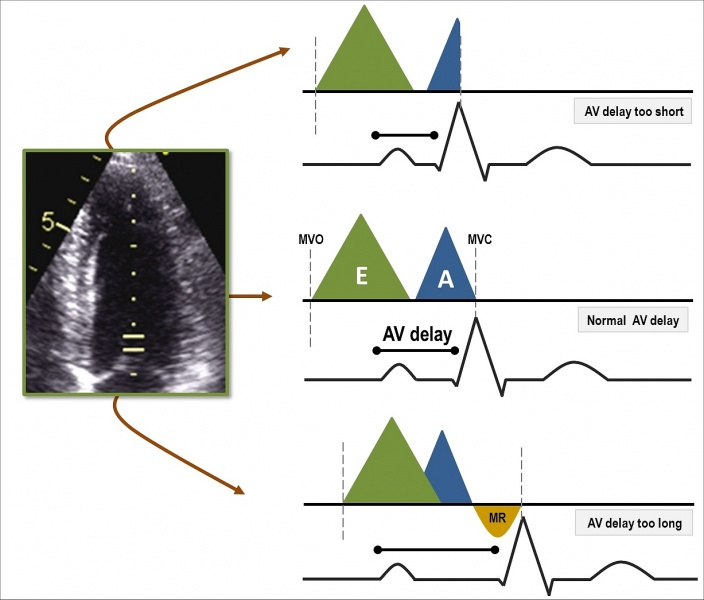 AV delay too short
5
MVO
MVC
E
A
Normal AV delay
AV delay
MR
AV delay too long